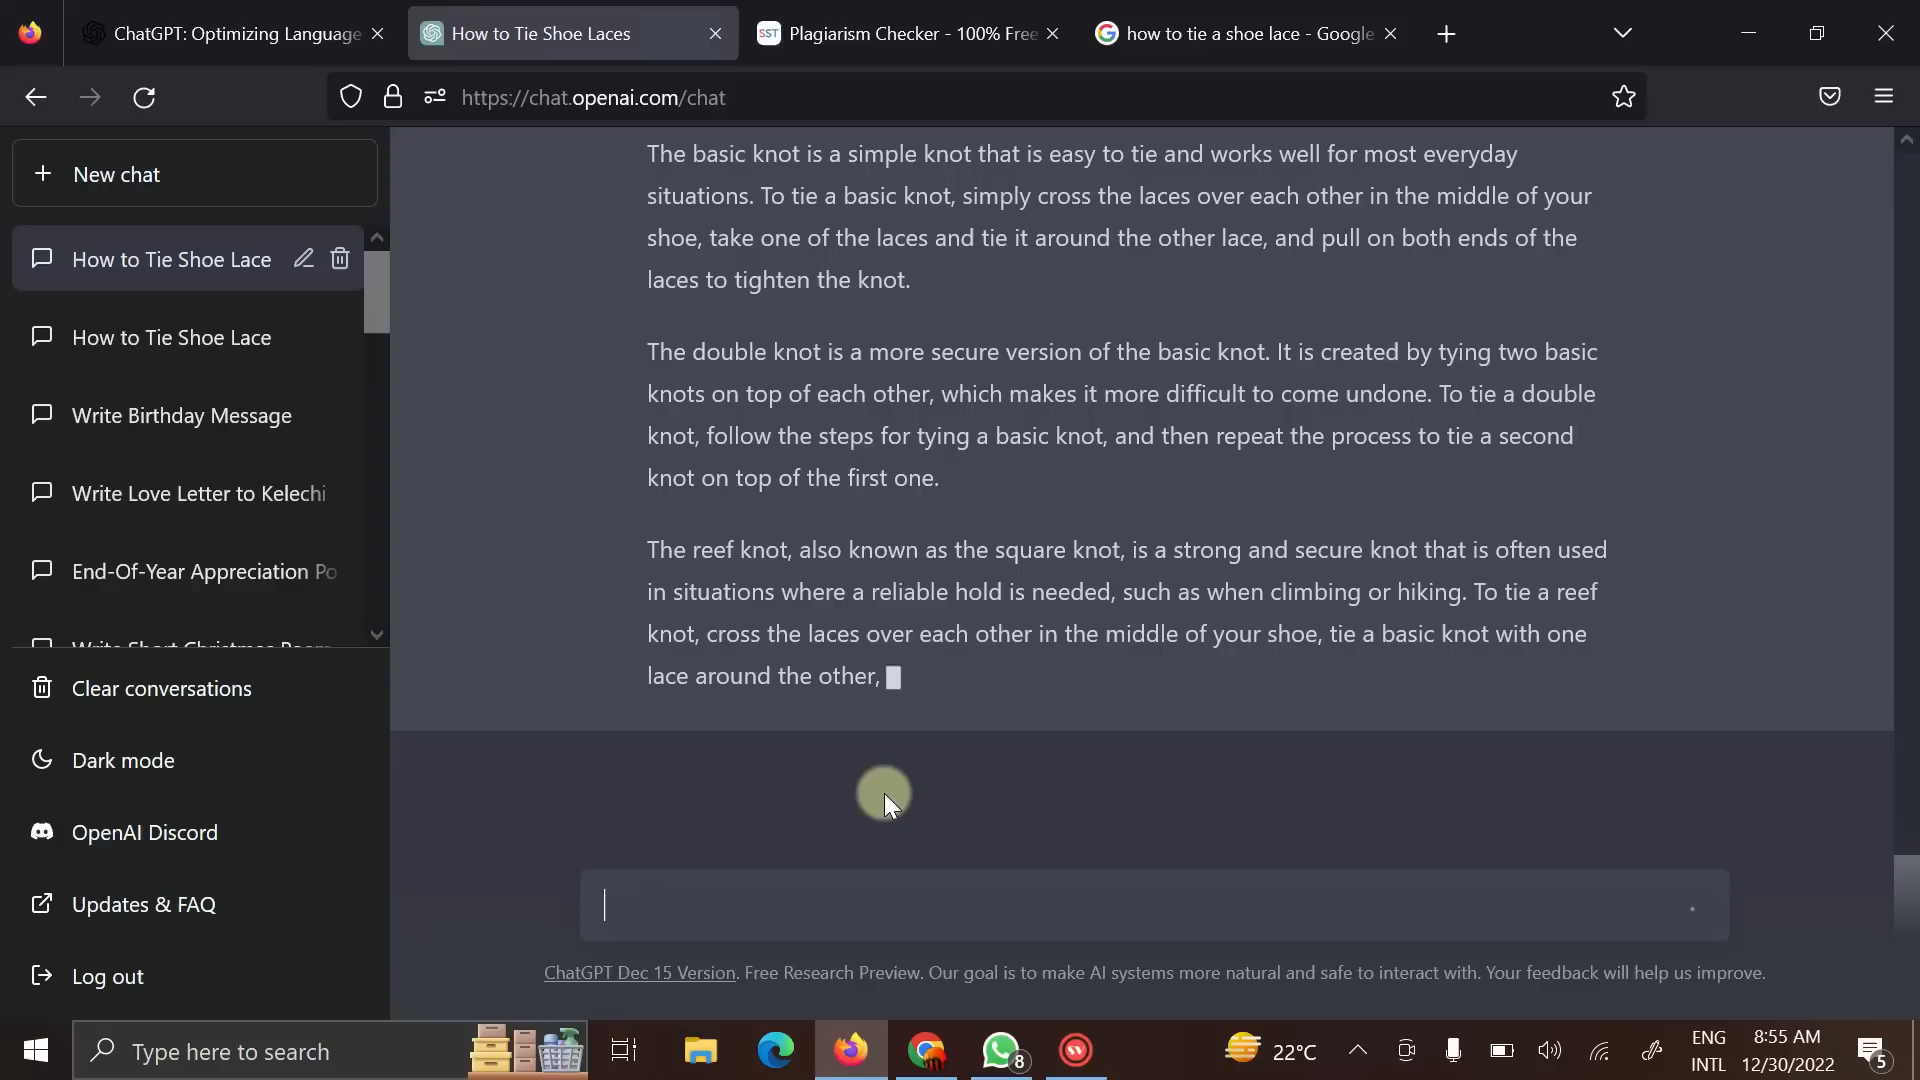 ChatGPT: Optimizing Language
How to Tie Shoe Laces
SST
Plagiarism Checker - 100% Free
how to tie a shoe lace - Google
https://chat.openai.com/chat
New chat
How to Tie Shoe Lace
How to Tie Shoe Lace
Write Birthday Message
Write Love Letter to Kelechi
End-Of-Year Appreciation Po
Write Short Christmas Poem
Clear conversations
Dark mode
OpenAI Discord
Updates & FAQ
Log out
The basic knot is a simple knot that is easy to tie and works well for most everyday
situations. To tie a basic knot, simply cross the laces over each other in the middle of your
shoe, take one of the laces and tie it around the other lace, and pull on both ends of the
laces to tighten the knot.
The double knot is a more secure version of the basic knot. It is created by tying two basic
knots on top of each other, which makes it more difficult to come undone. To tie a double
knot, follow the steps for tying a basic knot, and then repeat the process to tie a second
knot on top of the first one.
The reef knot, also known as the square knot, is a strong and secure knot that is often used
in situations where a reliable hold is needed, such as when climbing or hiking. To tie a reef
knot, cross the laces over each other in the middle of your shoe, tie a basic knot with one
lace around the other,
ChatGPT Dec 15 Version. Free Research Preview. Our goal is to make AI systems more natural and safe to interact with. Your feedback will help us improve.
Type here to search
8
22°C
ENG
INTL
8:55 AM
12/30/2022
5